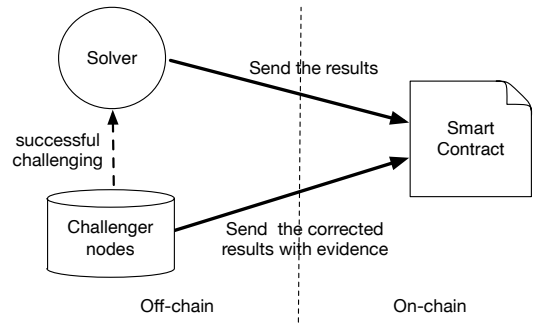 Solver
Send the results
Smart
Contract
successful
challenging
Challenger
nodes
Send the corrected
results with evidence
Off-chain
On-chain